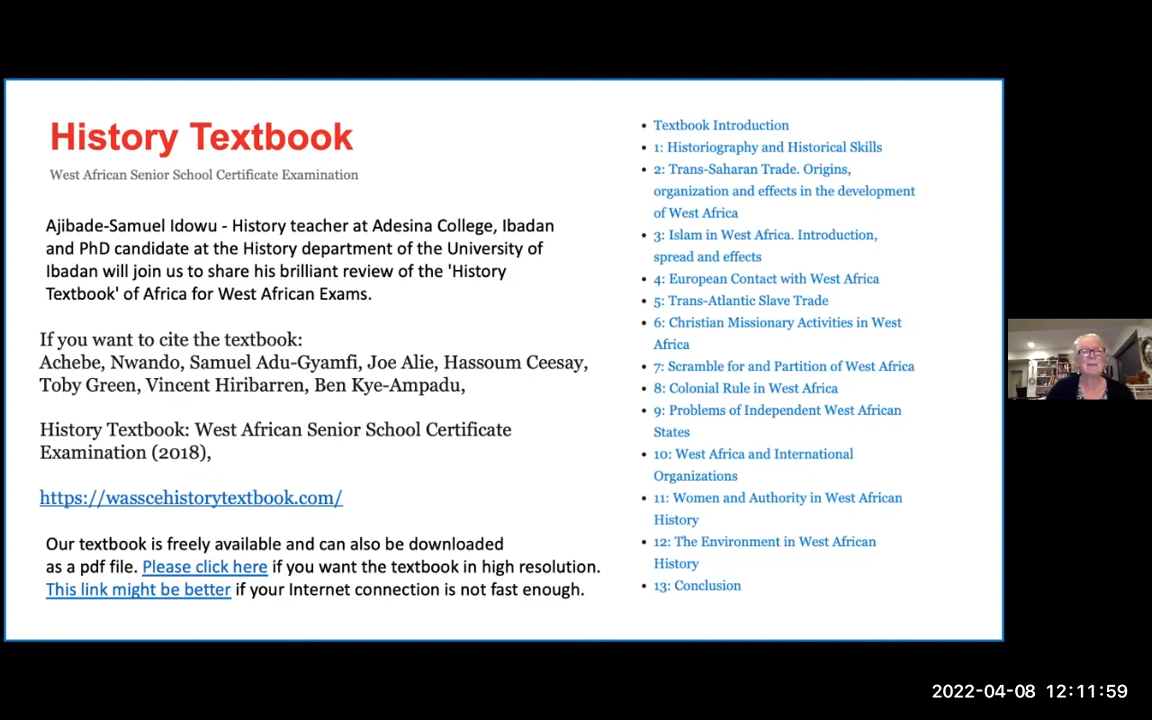 History Textbook
West African Senior School Certificate Examination
Ajibade-Samuel Idowu - History teacher at Adesina College, Ibadan
and PhD candidate at the History department of the University of
Ibadan will join us to share his brilliant review of the 'History
Textbook' of Africa for West African Exams.
If you want to cite the textbook:
Achebe, Nwando, Samuel Adu-Gyamfi, Joe Alie, Hassoum Ceesay,
Toby Green, Vincent Hiribarren, Ben Kye-Ampadu,
History Textbook: West African Senior School Certificate
Examination (2018),
https://wasscehistorytextbook.com/
Our textbook is freely available and can also be downloaded
as a pdf file. Please click here if you want the textbook in high resolution.
This link might be better if your Internet connection is not fast enough.
• Textbook Introduction
• 1: Historiography and Historical Skills
• 2: Trans-Saharan Trade. Origins,
organization and effects in the development
of West Africa
• 3: Islam in West Africa. Introduction,
spread and effects
• 4: European Contact with West Africa
• 5: Trans-Atlantic Slave Trade
• 6: Christian Missionary Activities in West
Africa
• 7: Scramble for and Partition of West Africa
• 8: Colonial Rule in West Africa
• 9: Problems of Independent West African
States
• 10: West Africa and International
Organizations
• 11: Women and Authority in West African
History
• 12: The Environment in West African
History
• 13: Conclusion
2022-04-08 12:11:59